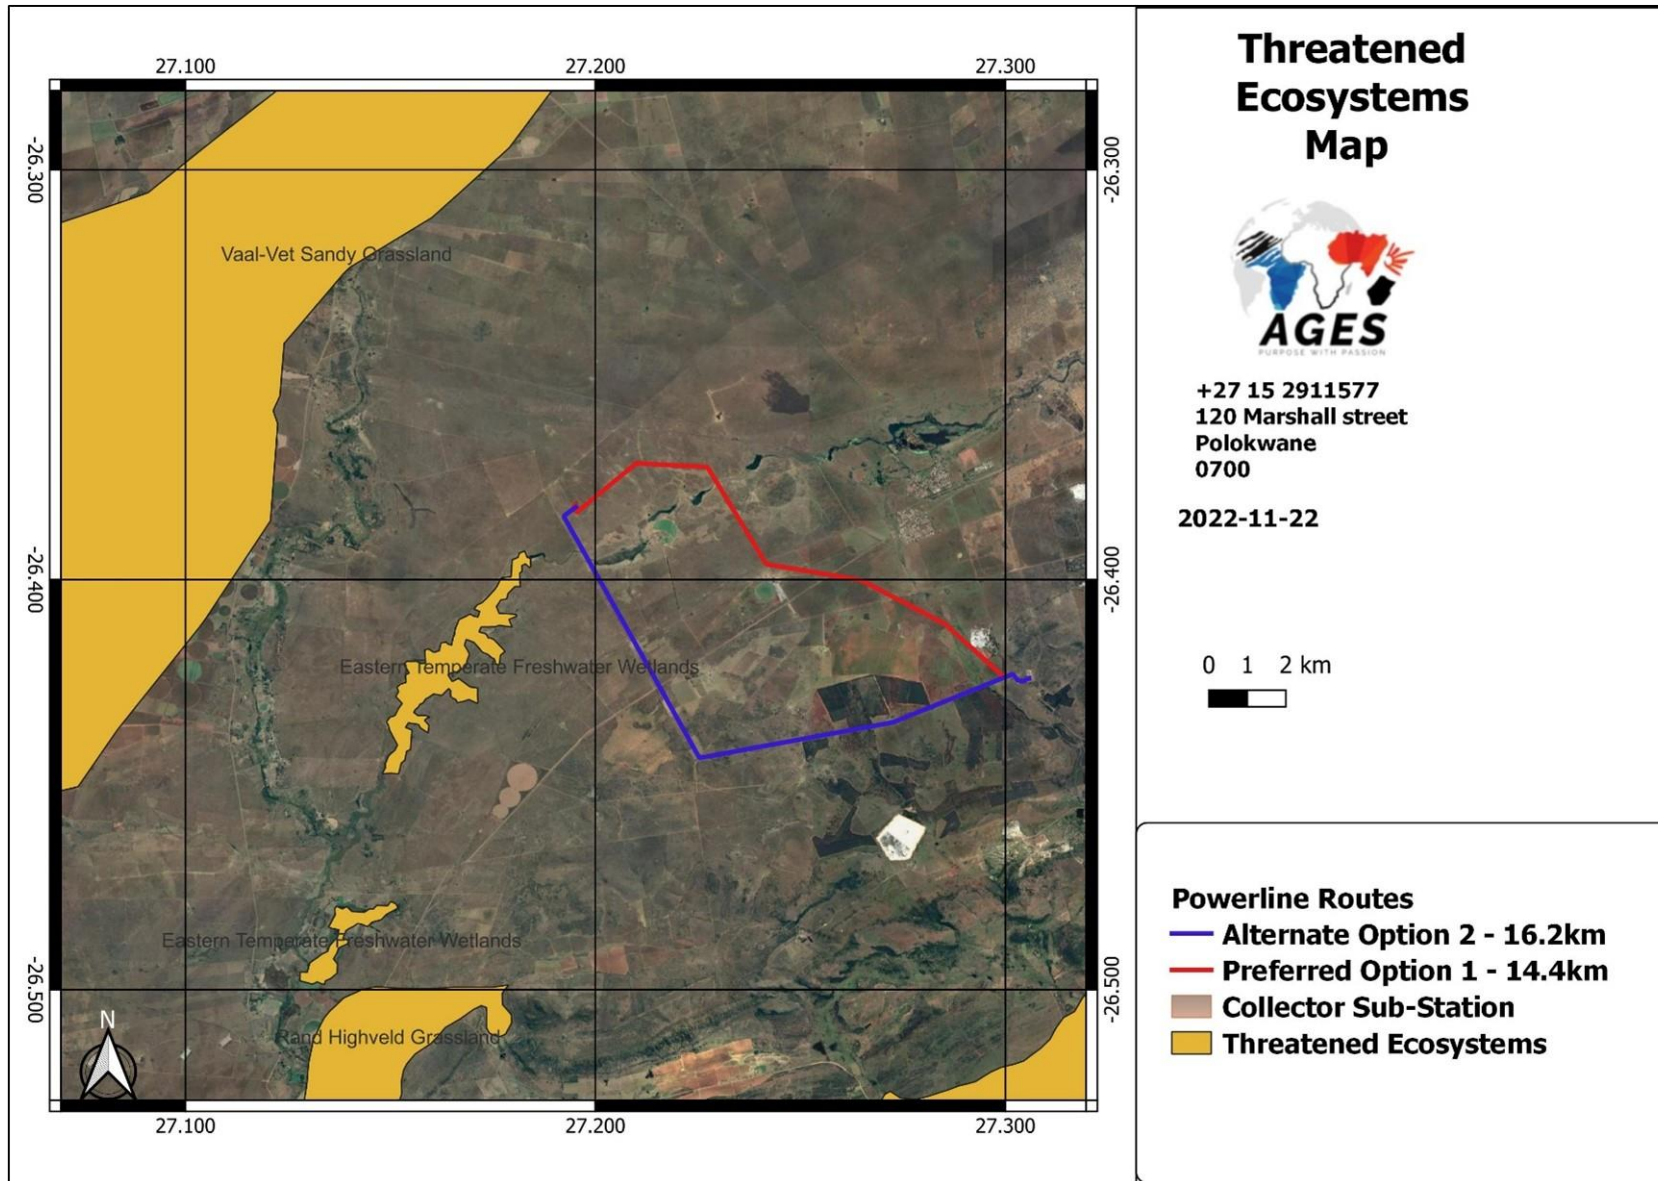 27.100
27.200
27.300
-26.300
-26.300
Vaal-Vet Sandy Grassland
-26.400
-26.400
Eastern Temperate Freshwater Wetlands
Eastern Temperate Freshwater Wetlands
-26.500
-26.500
Rand Highveld Grassland
N
27.100
27.200
27.300
Threatened
Ecosystems
Map
AGES
PURPOSE WITH PASSION
+27 15 2911577
120 Marshall street
Polokwane
0700
2022-11-22
0 1 2 km
Powerline Routes
Alternate Option 2 - 16.2km
Preferred Option 1 - 14.4km
Collector Sub-Station
Threatened Ecosystems